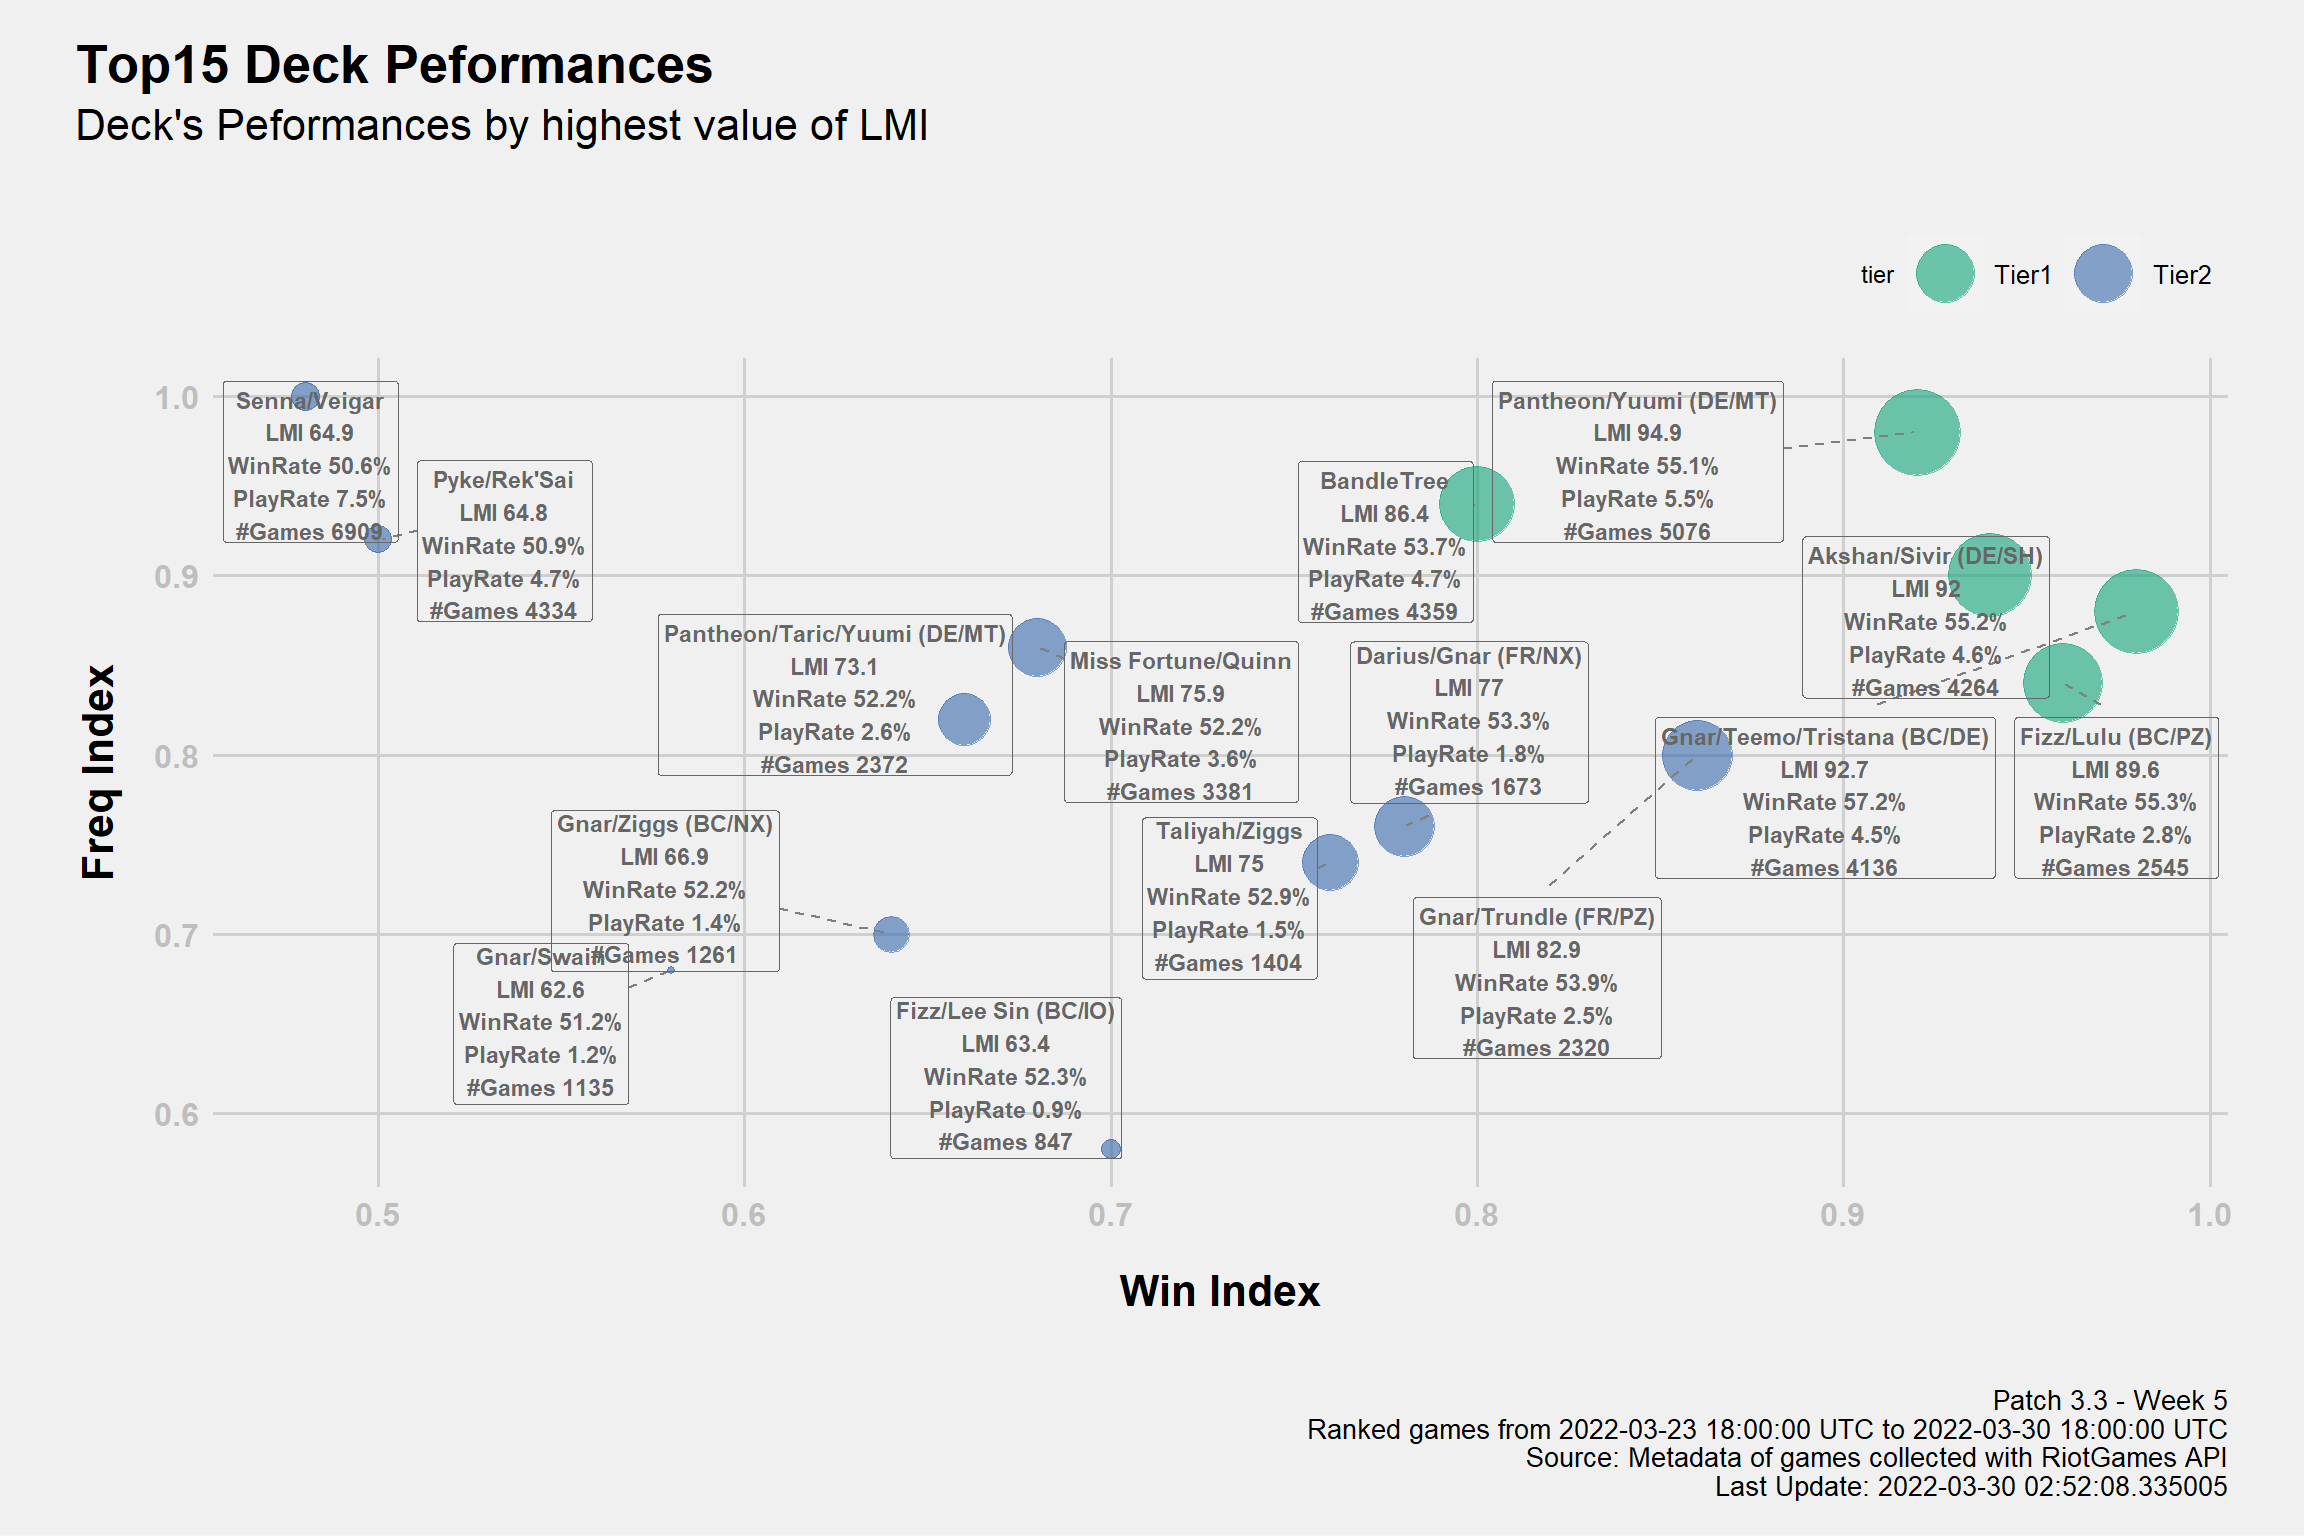 Top15 Deck Peformances
Deck's Peformances by highest value of LMI
tier
Tier1
Tier2
Freq Index
1.0
0.9
0.8
0.7
0.6
Senna/Veigar
LMI 64.9
WinRate 50.6%
PlayRate 7.5%
#Games 6909
Pyke/Rek'Sai
LMI 64.8
WinRate 50.9%
PlayRate 4.7%
#Games 4334
Pantheon/Yuumi (DE/MT)
LMI 94.9
WinRate 55.1%
PlayRate 5.5%
#Games 5076
BandleTree
LMI 86.4
WinRate 53.7%
PlayRate 4.7%
#Games 4359
Akshan/Sivir (DE/SH)
LMI 92
WinRate 55.2%
PlayRate 4.6%
#Games 4264
Pantheon/Taric/Yuumi (DE/MT)
LMI 73.1
WinRate 52.2%
PlayRate 2.6%
#Games 2372
Miss Fortune/Quinn
LMI 75.9
WinRate 52.2%
PlayRate 3.6%
#Games 3381
Darius/Gnar (FR/NX)
LMI 77
WinRate 53.3%
PlayRate 1.8%
#Games 1673
Gnar/Teemo/Tristana (BC/DE)
LMI 92.7
WinRate 57.2%
PlayRate 4.5%
#Games 4136
Fizz/Lulu (BC/PZ)
LMI 89.6
WinRate 55.3%
PlayRate 2.8%
#Games 2545
Gnar/Ziggs (BC/NX)
LMI 66.9
WinRate 52.2%
PlayRate 1.4%
#Games 1261
Taliyah/Ziggs
LMI 75
WinRate 52.9%
PlayRate 1.5%
#Games 1404
Gnar/Trundle (FR/PZ)
LMI 82.9
WinRate 53.9%
PlayRate 2.5%
#Games 2320
Gnar/Swain
LMI 62.6
WinRate 51.2%
PlayRate 1.2%
#Games 1135
Fizz/Lee Sin (BC/IO)
LMI 63.4
WinRate 52.3%
PlayRate 0.9%
#Games 847
0.5
0.6
0.7
0.8
0.9
1.0
Win Index
Patch 3.3 - Week 5
Ranked games from 2022-03-23 18:00:00 UTC to 2022-03-30 18:00:00 UTC
Source: Metadata of games collected with RiotGames API
Last Update: 2022-03-30 02:52:08.335005